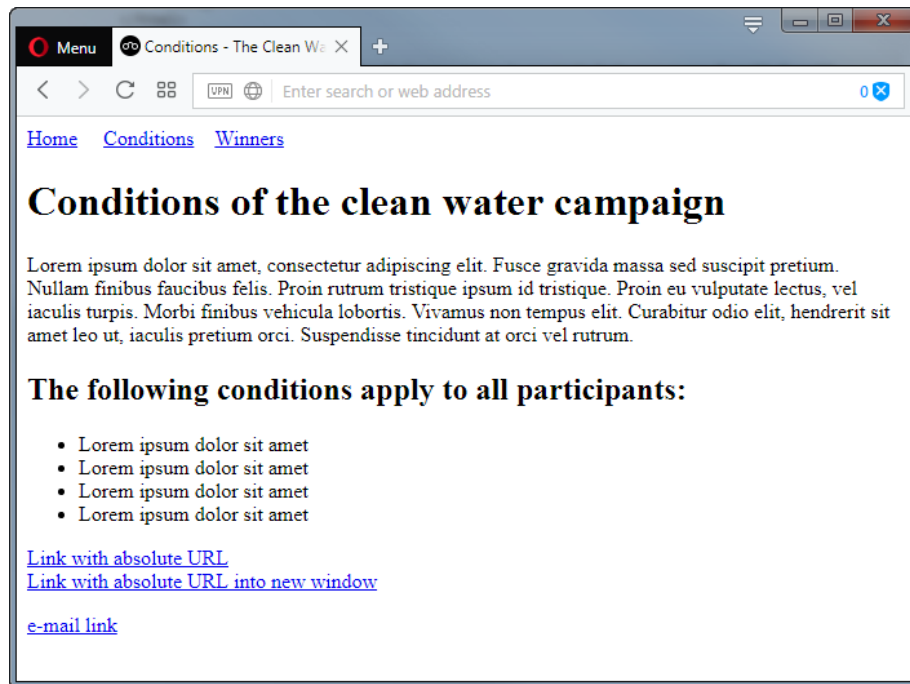 Menu
Conditions - The Clean Wa
VPN
Enter search or web address
0
Home Conditions Winners
Conditions of the clean water campaign
Lorem ipsum dolor sit amet, consectetur adipiscing elit. Fusce gravida massa sed suscipit pretium.
Nullam finibus faucibus felis. Proin rutrum tristique ipsum id tristique. Proin eu vulputate lectus, vel
iaculis turpis. Morbi finibus vehicula lobortis. Vivamus non tempus elit. Curabitur odio elit, hendrerit sit
amet leo ut, iaculis pretium orci. Suspendisse tincidunt at orci vel rutrum.
The following conditions apply to all participants:
• Lorem ipsum dolor sit amet
• Lorem ipsum dolor sit amet
• Lorem ipsum dolor sit amet
• Lorem ipsum dolor sit amet
Link with absolute URL
Link with absolute URL into new window
e-mail link